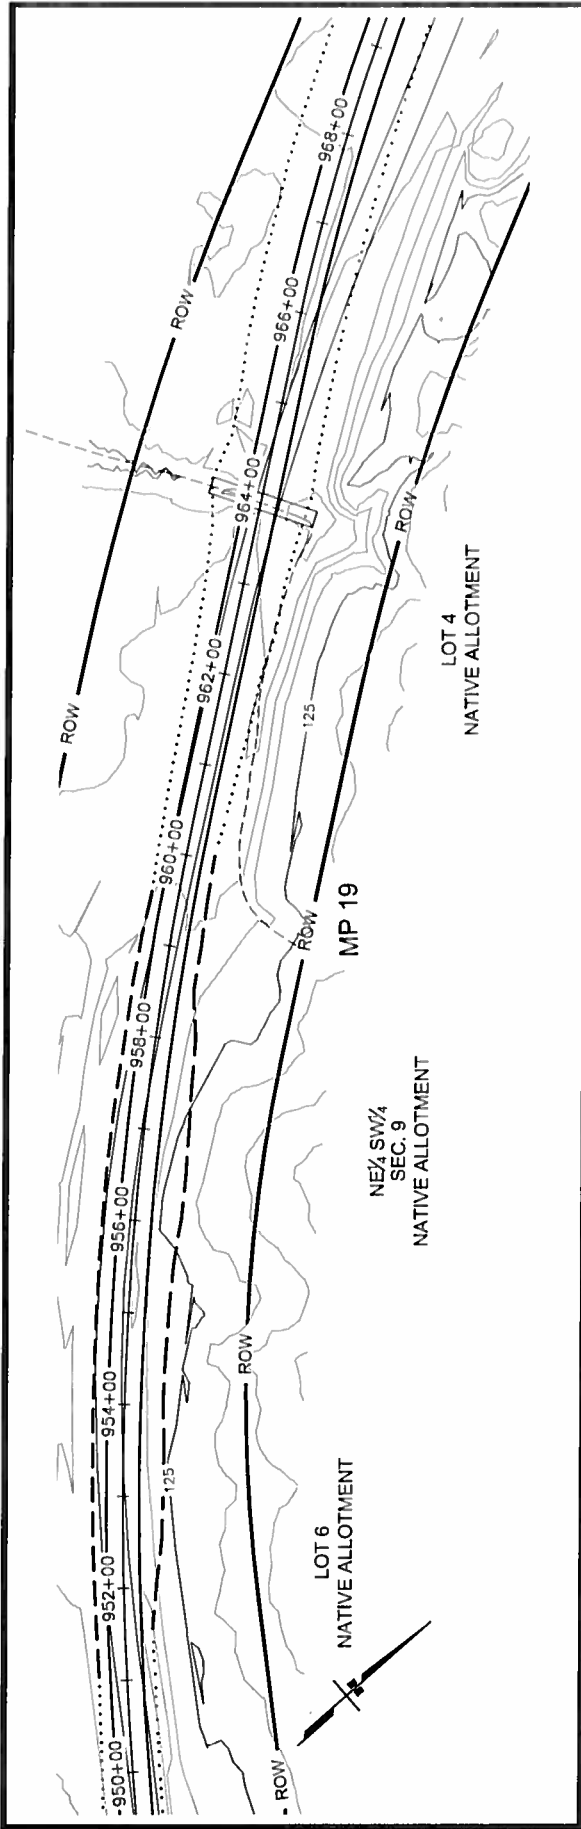 968+00
966+00
ROW
964+00
ROW
962+00
LOT 4
NATIVE ALLOTMENT
ROW
125
960+00
ROW
MP 19
958+00
NE¼ SW¼
SEC. 9
NATIVE ALLOTMENT
956+00
ROW
954+00
125
LOT 6
NATIVE ALLOTMENT
952+00
950+00
ROW